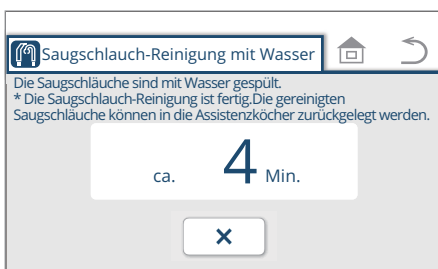 Saugschlauch-Reinigung mit Wasser
Die Saugschläuche sind mit Wasser gespült.
* Die Saugschlauch-Reinigung ist fertig.Die gereinigten
Saugschläuche können in die Assistenzköcher zurückgelegt werden.
ca. 4 Min.
×